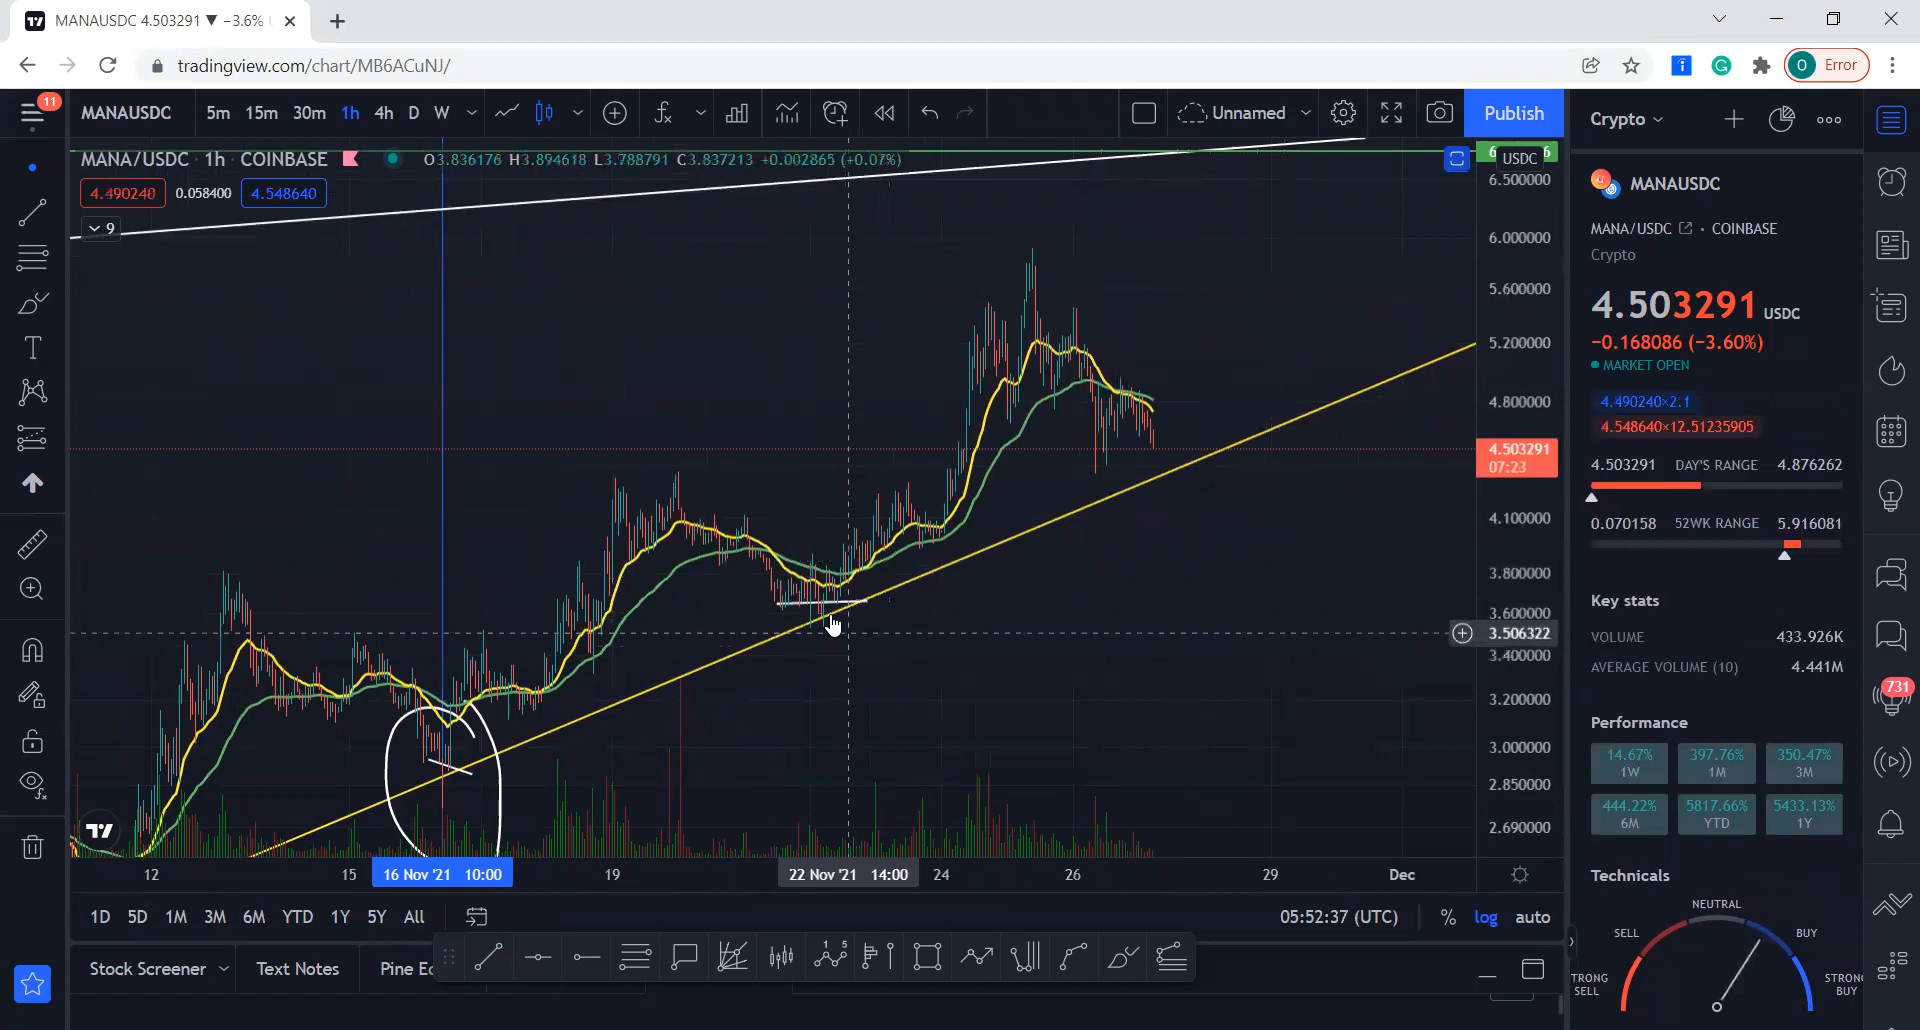 MANAUSDC 4.503291 ▼ −3.6%
tradingview.com/chart/MB6ACuNJ/
O Error
11
MANAUSDC 5m 15m 30m 1h 4h D W Unnamed Publish
Crypto
MANA/USDC · 1h · COINBASE O3.836176 H3.894618 L3.788791 C3.837213 +0.002865 (+0.07%)
4.490240 0.058400 4.548640
9
USDC
6.500000
6.000000
5.600000
5.200000
4.800000
4.503291
07:23
4.100000
3.800000
3.600000
3.506322
3.400000
3.200000
3.000000
2.850000
2.690000
12 15 16 Nov '21 10:00 19 22 Nov '21 14:00 24 26 29 Dec
1D 5D 1M 3M 6M YTD 1Y 5Y All 05:52:37 (UTC) % log auto
Stock Screener Text Notes Pine
MANAUSDC
MANA/USDC · COINBASE
Crypto
4.503291 USDC
−0.168086 (−3.60%)
MARKET OPEN
4.490240×2.1
4.548640×12.51235905
4.503291 DAY'S RANGE 4.876262
0.070158 52WK RANGE 5.916081
Key stats
VOLUME 433.926K
AVERAGE VOLUME (10) 4.441M
731
Performance
14.67% 397.76% 350.47%
1W 1M 3M
444.22% 5817.66% 5433.13%
6M YTD 1Y
Technicals
NEUTRAL
SELL BUY
TRONG SELL
STRONG BUY